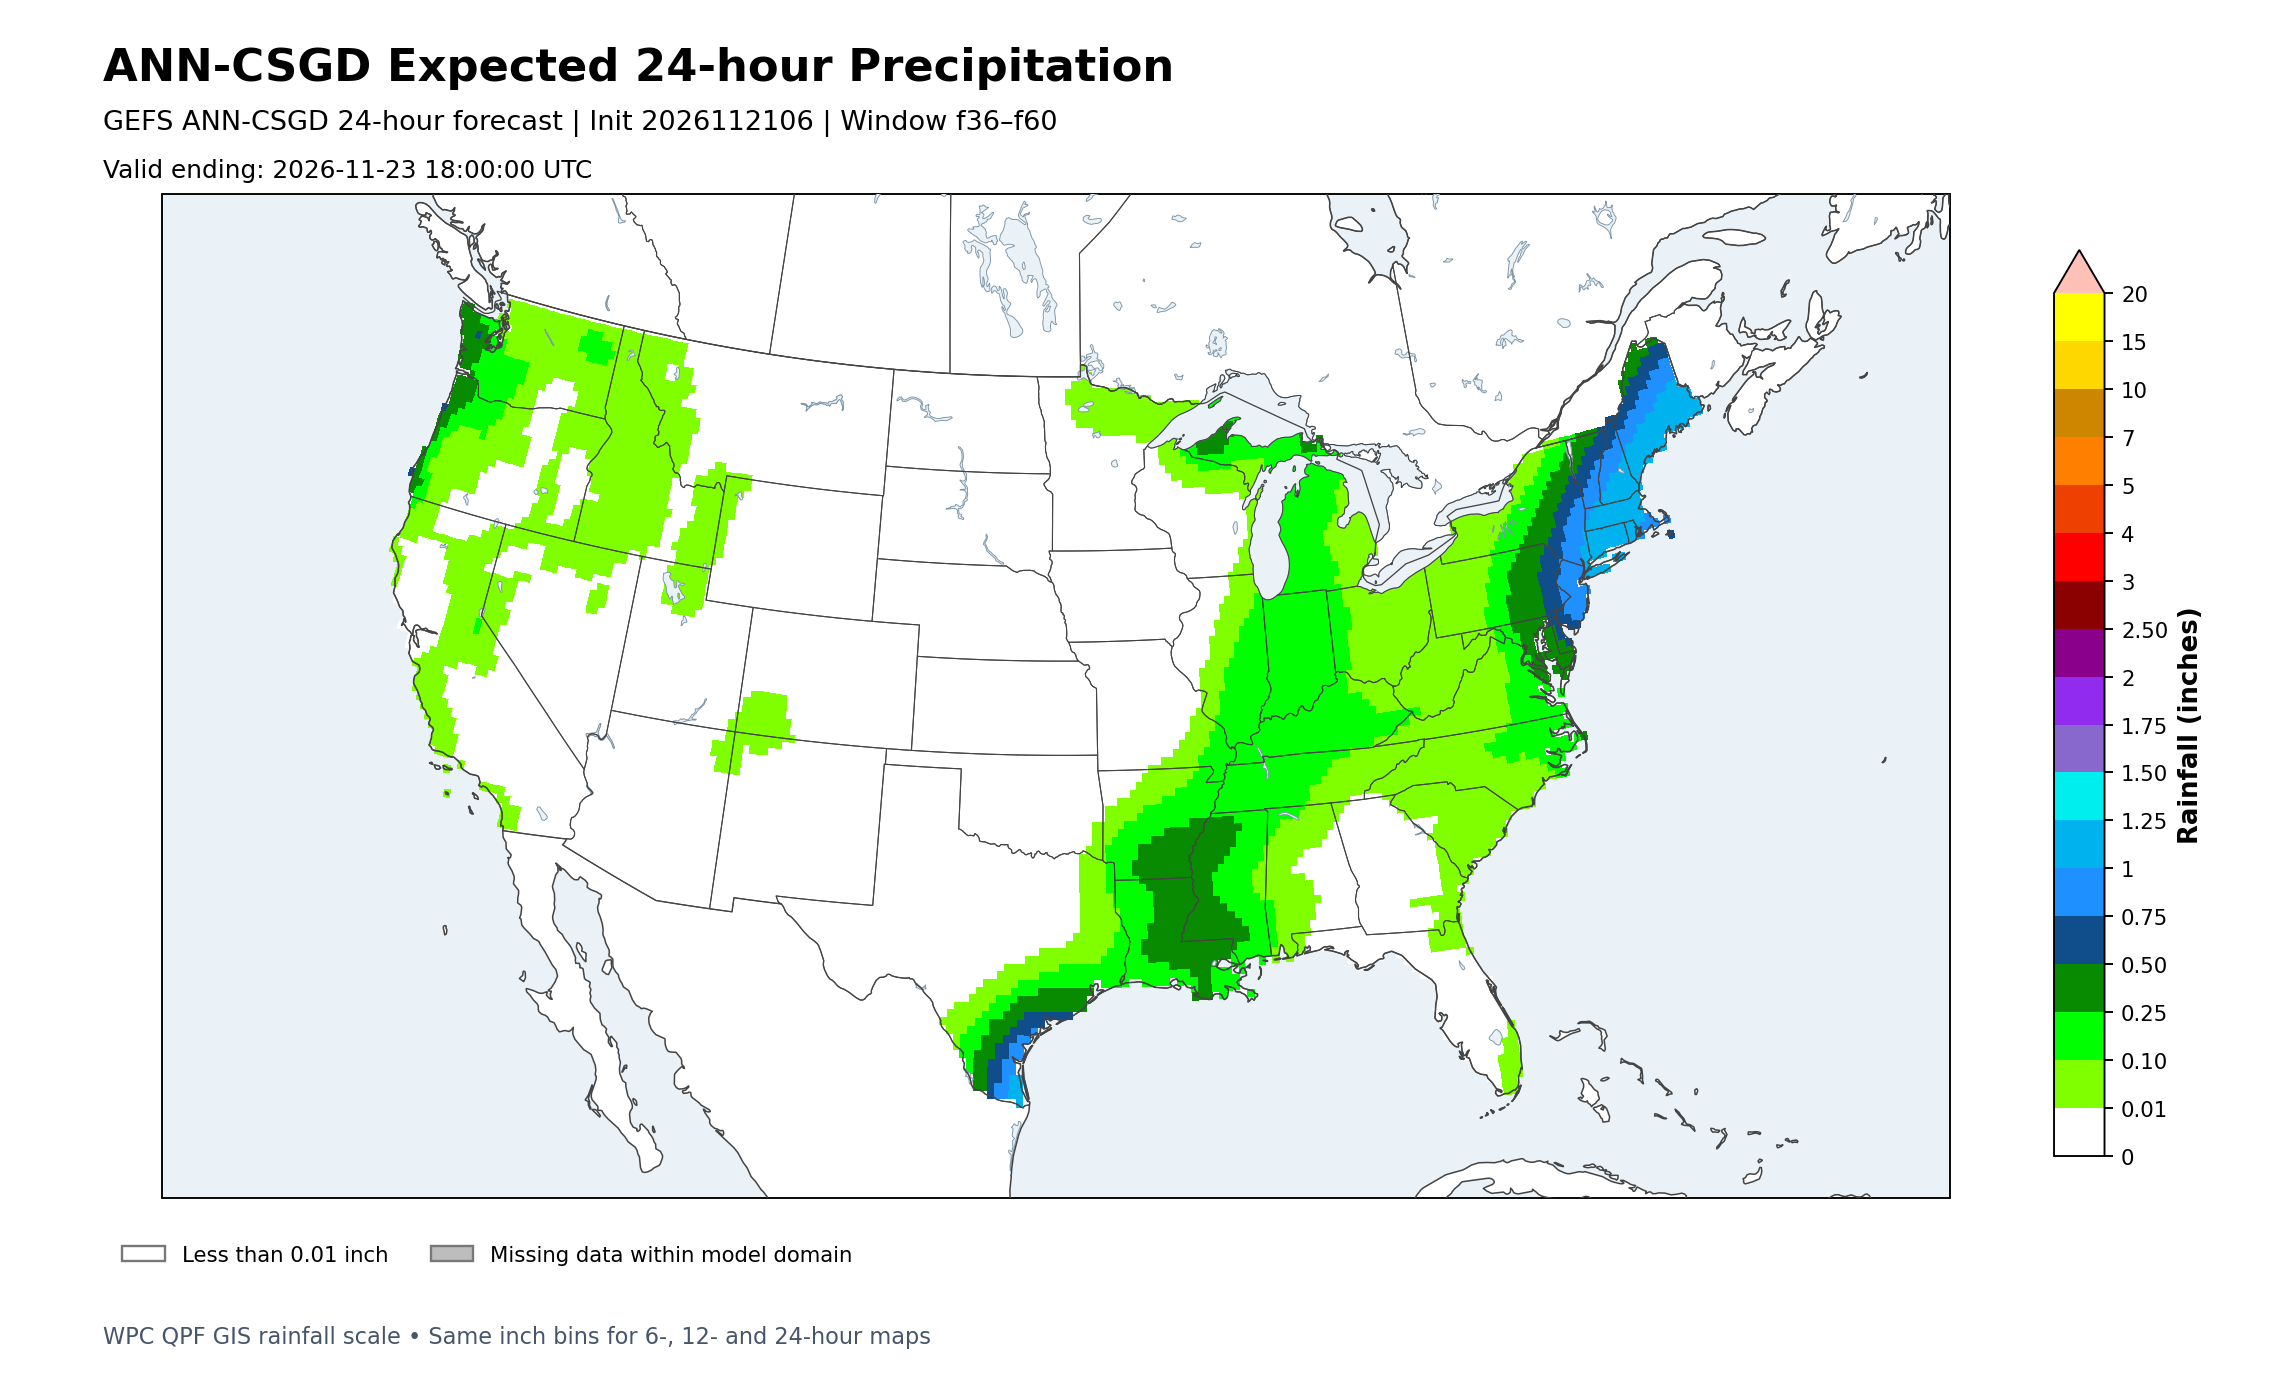 ANN-CSGD Expected 24-hour Precipitation
GEFS ANN-CSGD 24-hour forecast | Init 2026112106 | Window f36–f60
Valid ending: 2026-11-23 18:00:00 UTC
20
15
10
7
5
4
3
2.50
2
1.75
1.50
1.25
1
0.75
0.50
0.25
0.10
0.01
0
Rainfall (inches)
Less than 0.01 inch
Missing data within model domain
WPC QPF GIS rainfall scale • Same inch bins for 6-, 12- and 24-hour maps